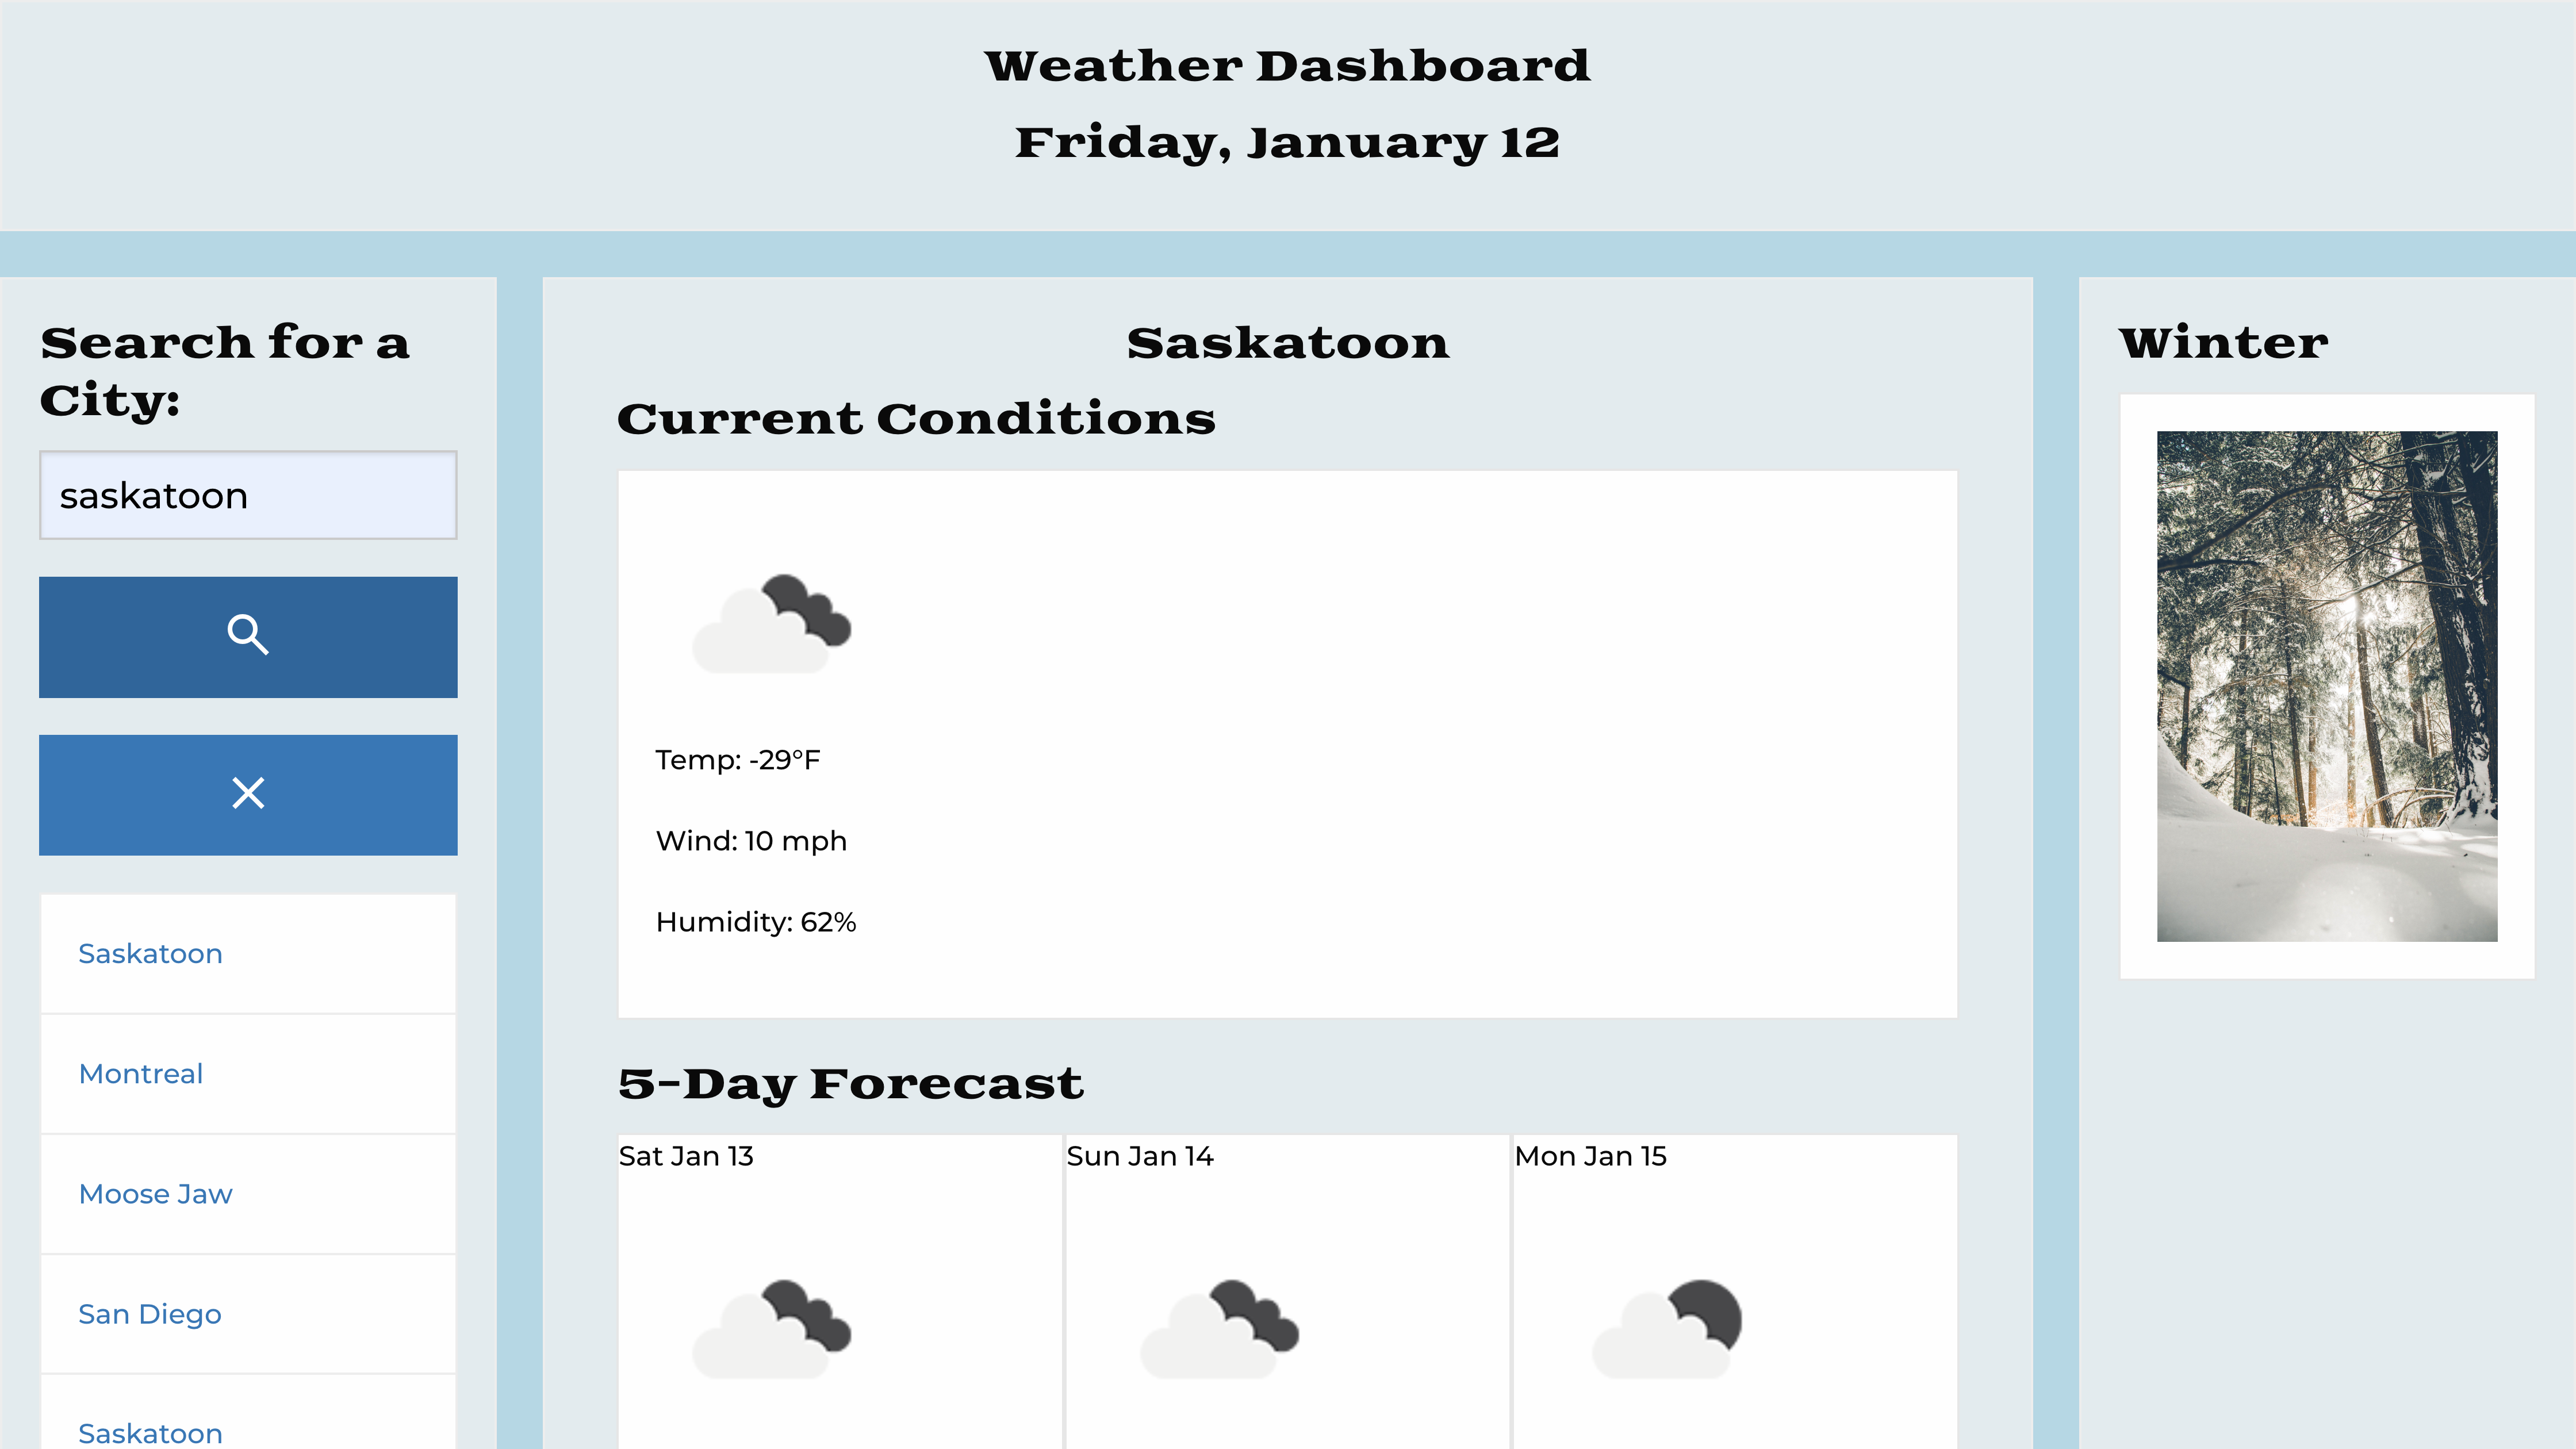 Weather Dashboard
Friday, January 12
Search for a
City:
saskatoon
Saskatoon
Montreal
Moose Jaw
San Diego
Saskatoon
Saskatoon
Current Conditions
Temp: -29°F
Wind: 10 mph
Humidity: 62%
5-Day Forecast
Sat Jan 13
Sun Jan 14
Mon Jan 15
Winter